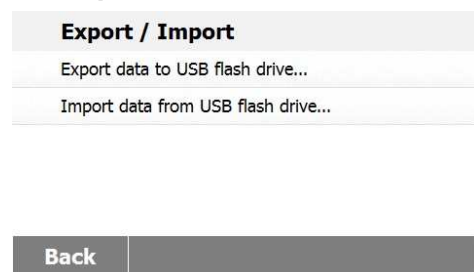 Export / Import
Export data to USB flash drive...
Import data from USB flash drive...
Back